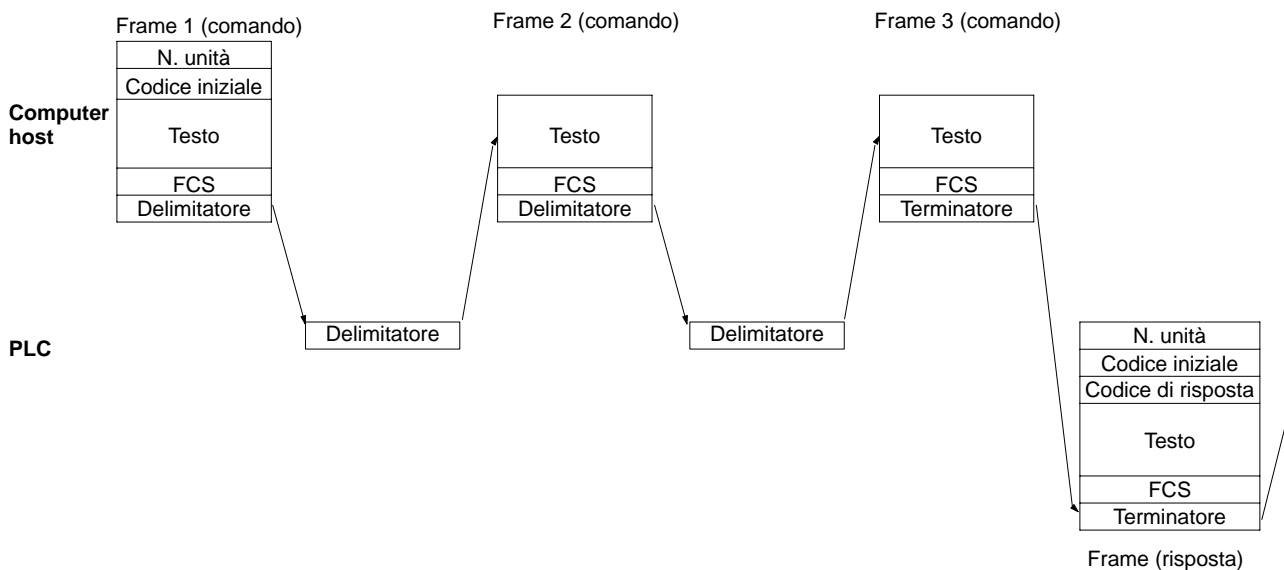 Frame 1 (comando)
N. unità
Codice iniziale
Testo
FCS
Delimitatore
Frame 2 (comando)
Testo
FCS
Delimitatore
Frame 3 (comando)
Testo
FCS
Terminatore
Computer
host
Delimitatore
Delimitatore
PLC
N. unità
Codice iniziale
Codice di risposta
Testo
FCS
Terminatore
Frame (risposta)